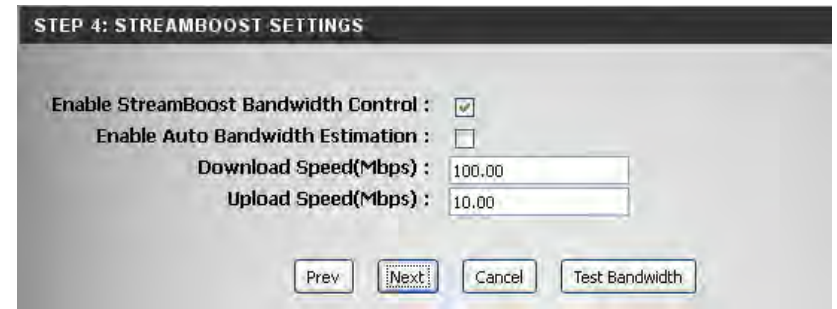 STEP 4: STREAMBOOST SETTINGS
Enable StreamBoost Bandwidth Control :
Enable Auto Bandwidth Estimation :
Download Speed(Mbps) : 100.00
Upload Speed(Mbps) : 10.00
Prev Next Cancel Test Bandwidth